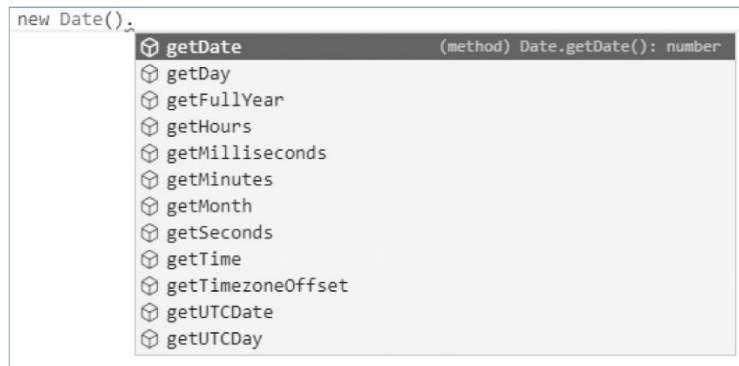 new Date().
getDate (method) Date.getDate(): number
getDay
getFullYear
getHours
getMilliseconds
getMinutes
getMonth
getSeconds
getTime
getTimezoneOffset
getUTCDate
getUTCDay